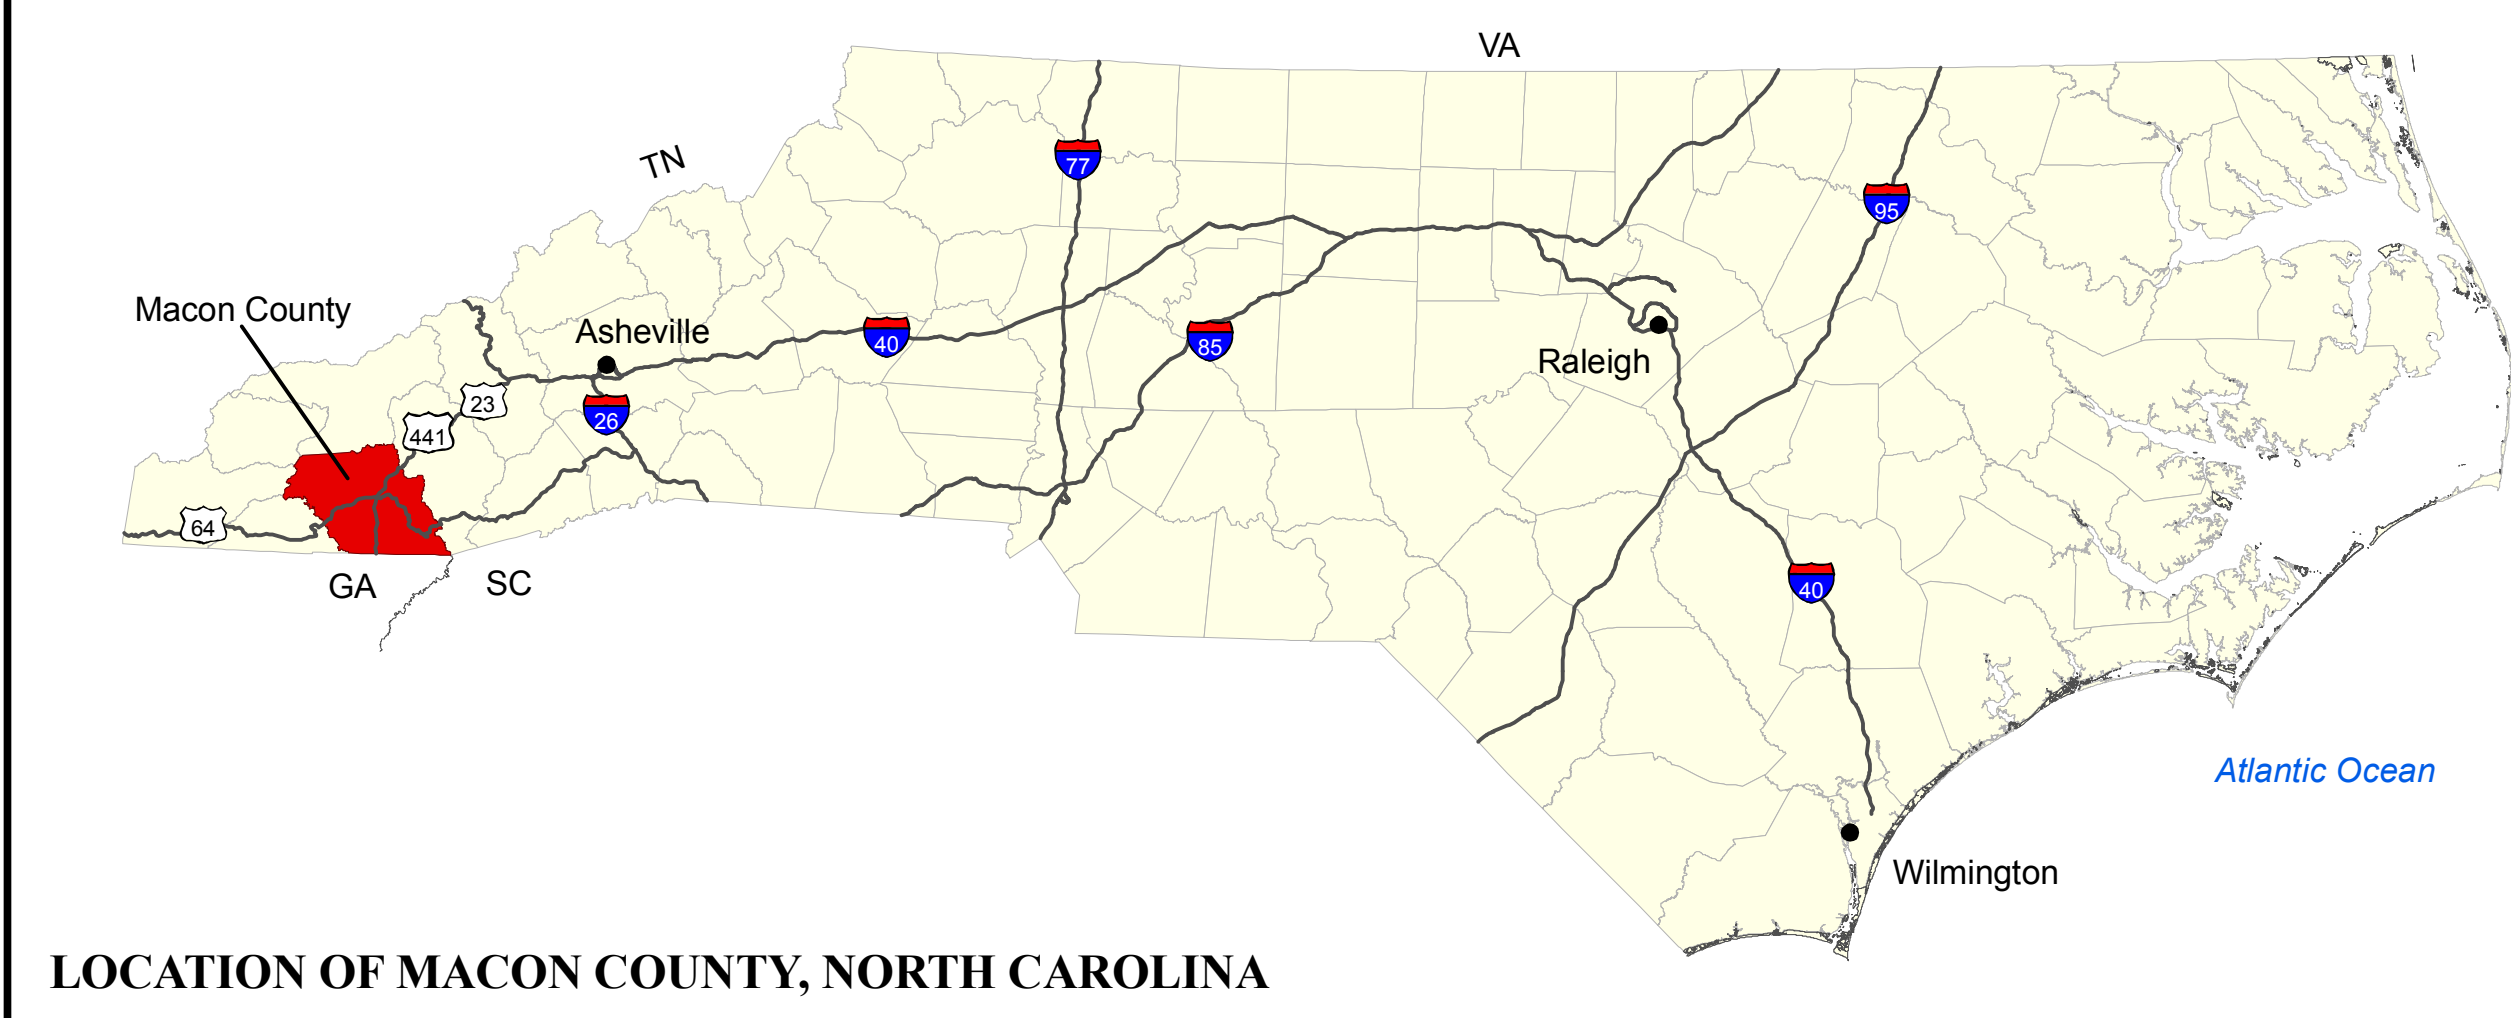 VA
TN
77
95
Macon County
Asheville
40
85
Raleigh
23
26
441
64
GA
SC
40
Atlantic Ocean
Wilmington
LOCATION OF MACON COUNTY, NORTH CAROLINA